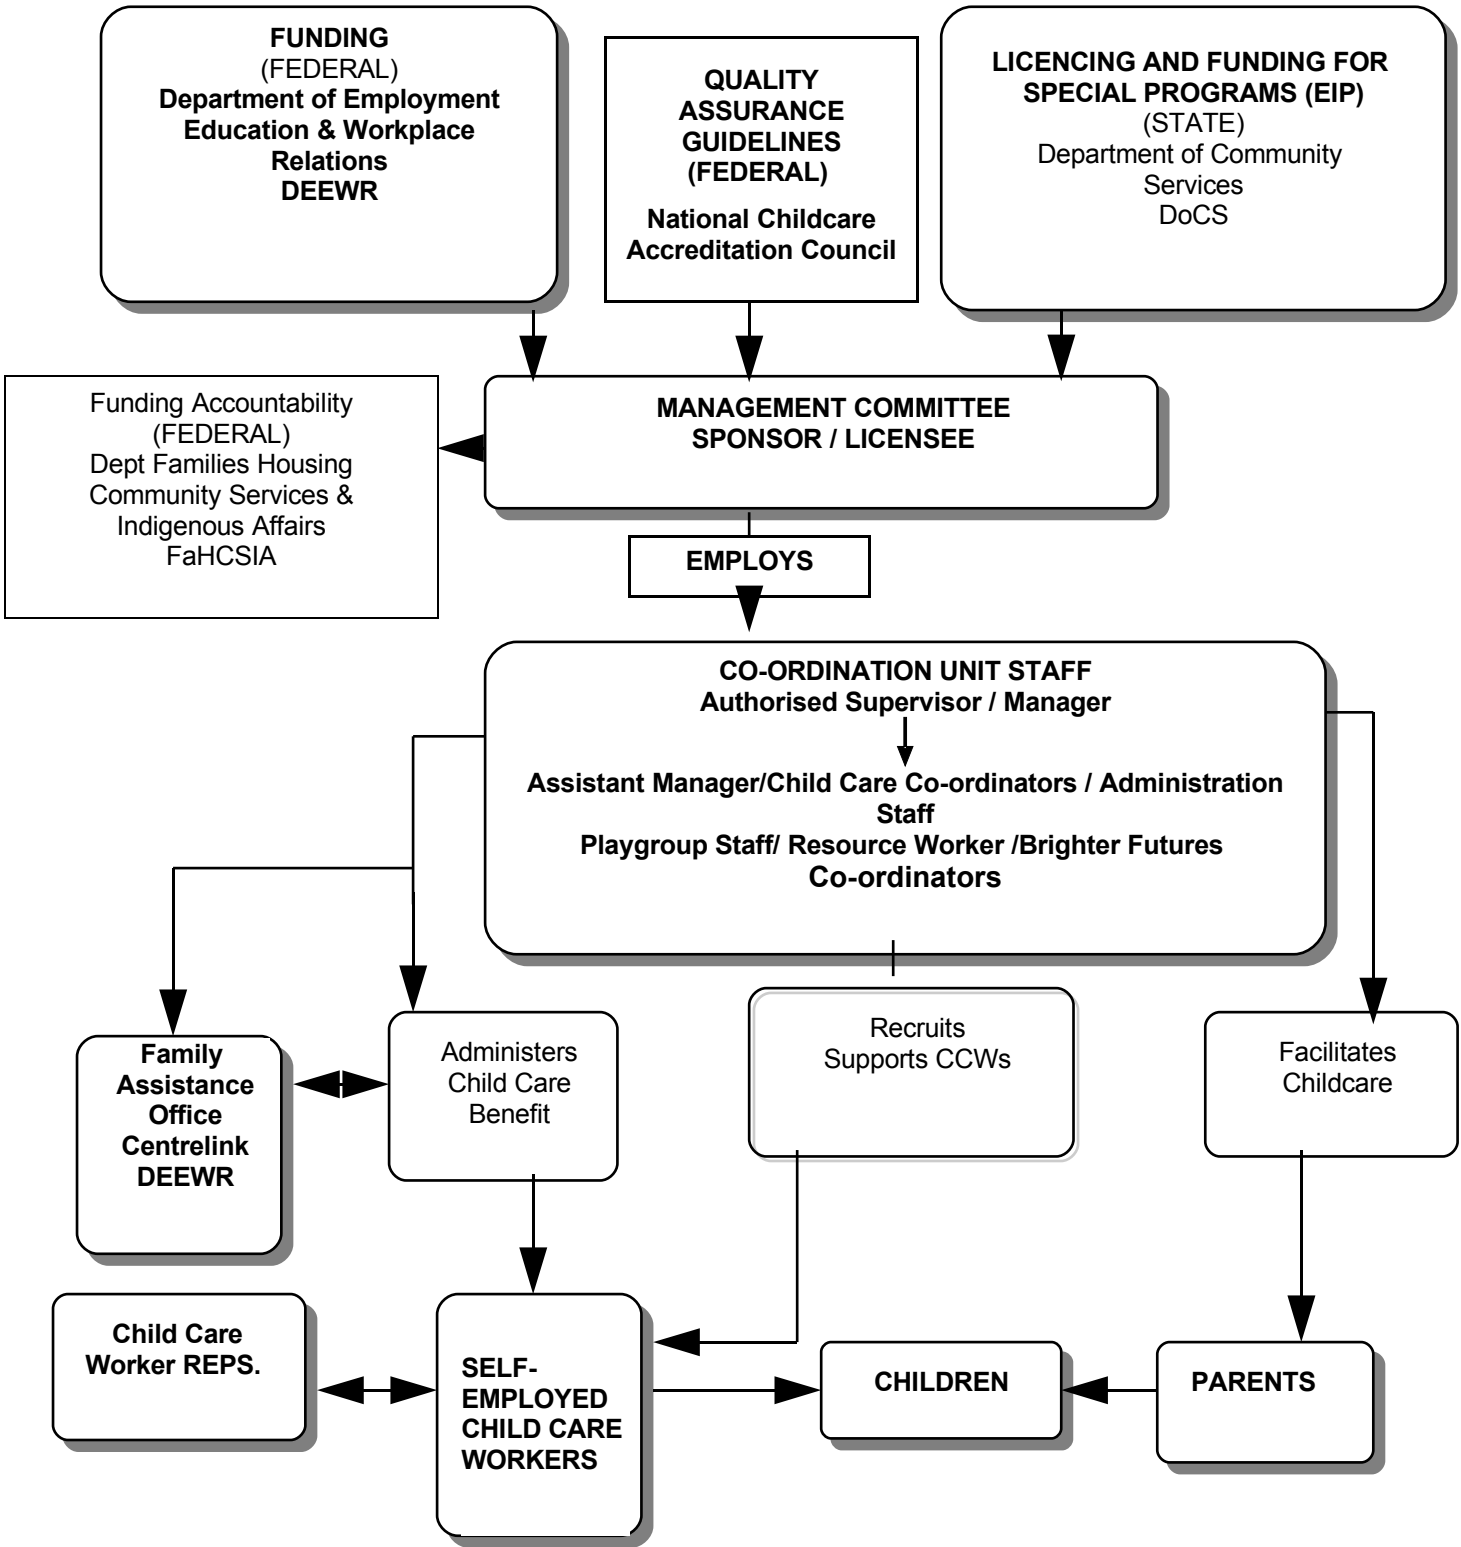 FUNDING
(FEDERAL)
Department of Employment
Education & Workplace
Relations
DEEWR
QUALITY
ASSURANCE
GUIDELINES
(FEDERAL)
National Childcare
Accreditation Council
LICENCING AND FUNDING FOR
SPECIAL PROGRAMS (EIP)
(STATE)
Department of Community
Services
DoCS
Funding Accountability
(FEDERAL)
Dept Families Housing
Community Services &
Indigenous Affairs
FaHCSIA
MANAGEMENT COMMITTEE
SPONSOR / LICENSEE
EMPLOYS
CO-ORDINATION UNIT STAFF
Authorised Supervisor / Manager
Assistant Manager/Child Care Co-ordinators / Administration
Staff
Playgroup Staff/ Resource Worker /Brighter Futures
Co-ordinators
Family
Assistance
Office
Centrelink
DEEWR
Administers
Child Care
Benefit
Recruits
Supports CCWs
Facilitates
Childcare
Child Care
Worker REPS.
SELF-
EMPLOYED
CHILD CARE
WORKERS
CHILDREN
PARENTS